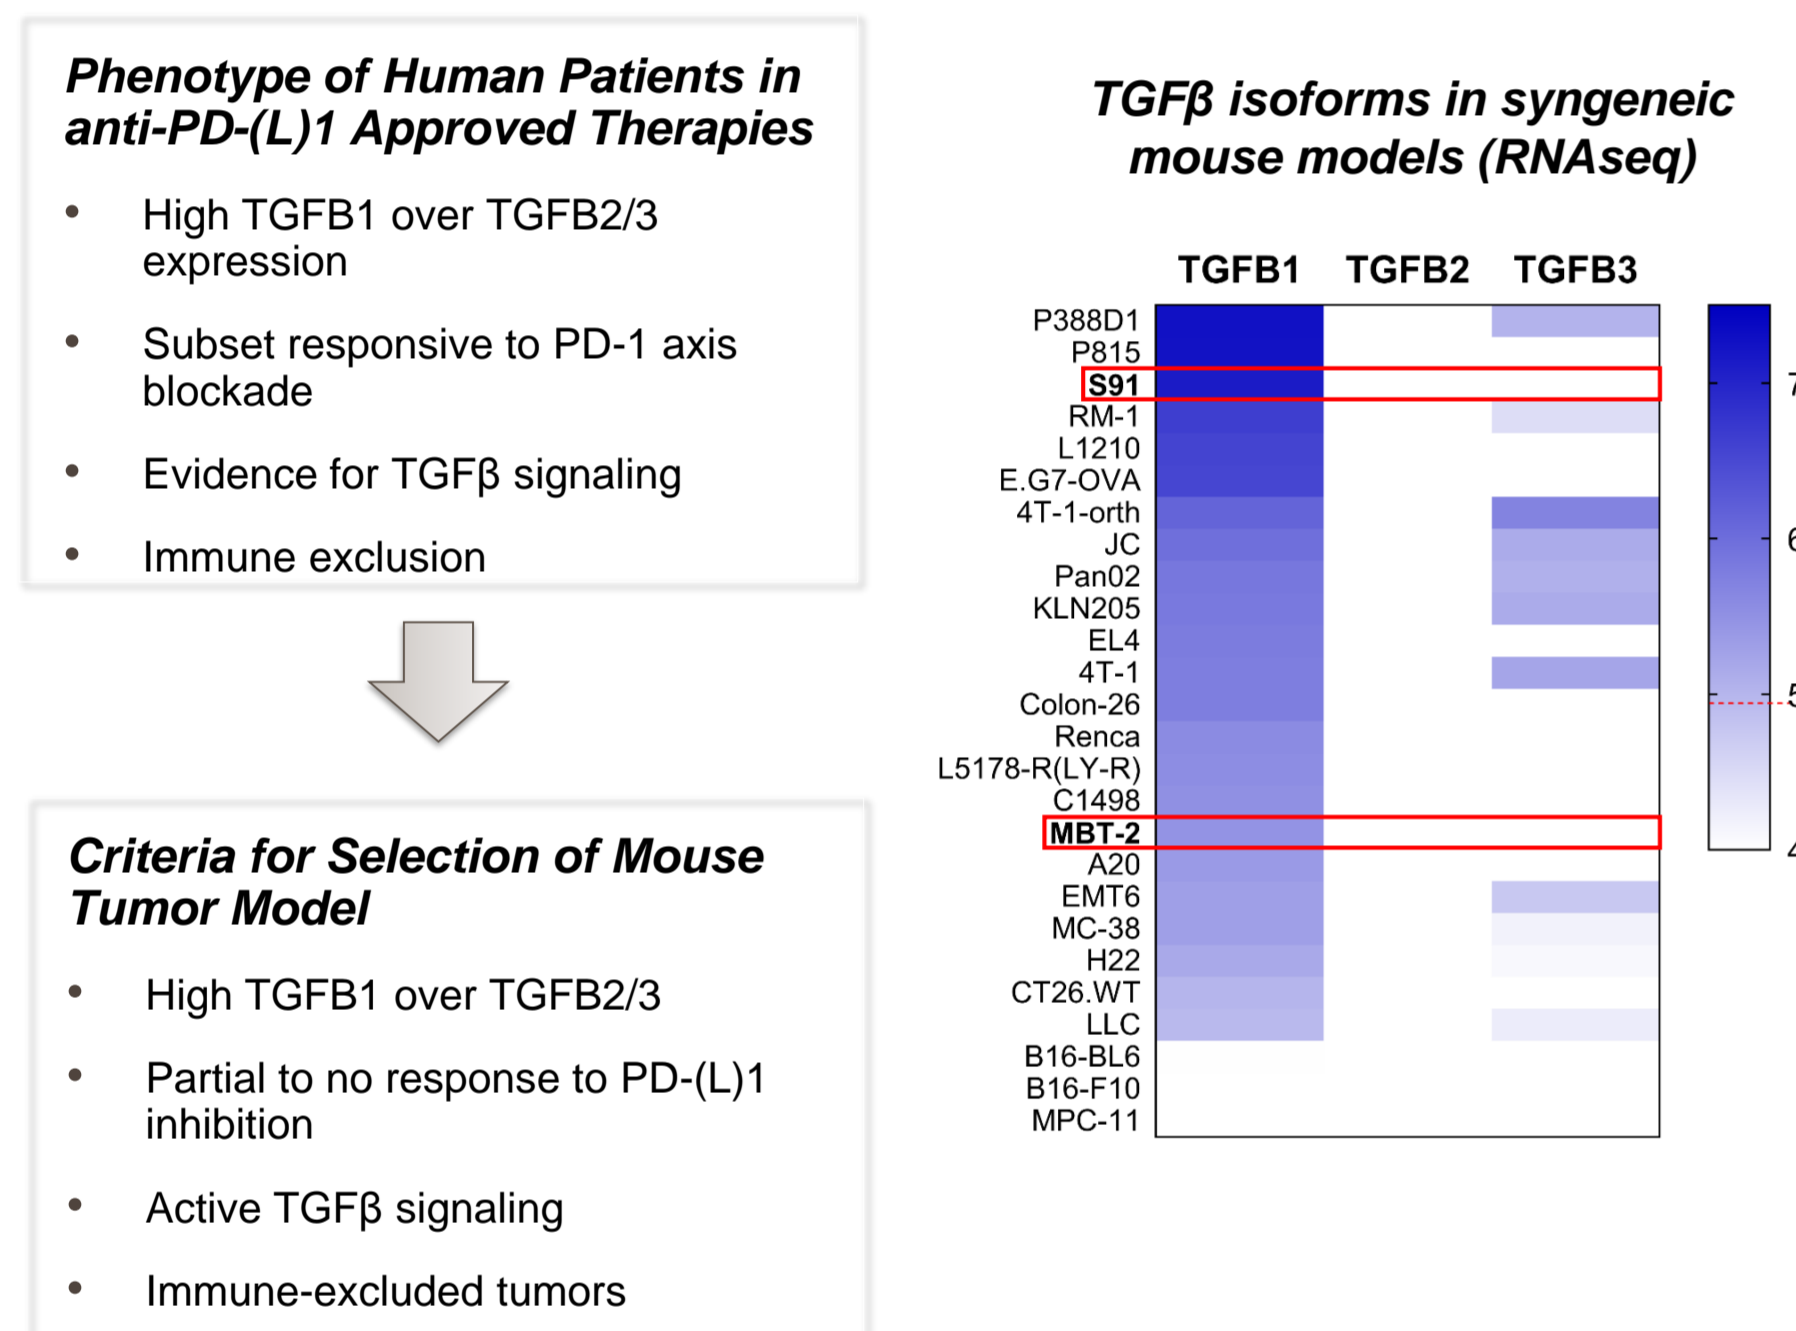 Phenotype of Human Patients in
anti-PD-(L)1 Approved Therapies
• High TGFB1 over TGFB2/3
expression
• Subset responsive to PD-1 axis
blockade
• Evidence for TGFβ signaling
• Immune exclusion
Criteria for Selection of Mouse
Tumor Model
• High TGFB1 over TGFB2/3
• Partial to no response to PD-(L)1
inhibition
• Active TGFβ signaling
• Immune-excluded tumors
TGFβ isoforms in syngeneic
mouse models (RNAseq)
TGFB1 TGFB2 TGFB3
P388D1
P815
S91
RM-1
L1210
E.G7-OVA
4T-1-orth
JC
Pan02
KLN205
EL4
4T-1
Colon-26
Renca
L5178-R(LY-R)
C1498
MBT-2
A20
EMT6
MC-38
H22
CT26.WT
LLC
B16-BL6
B16-F10
MPC-11